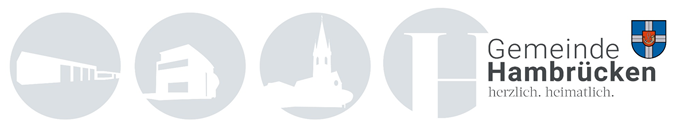 H
Gemeinde
Hambrücken
herzlich. heimatlich.